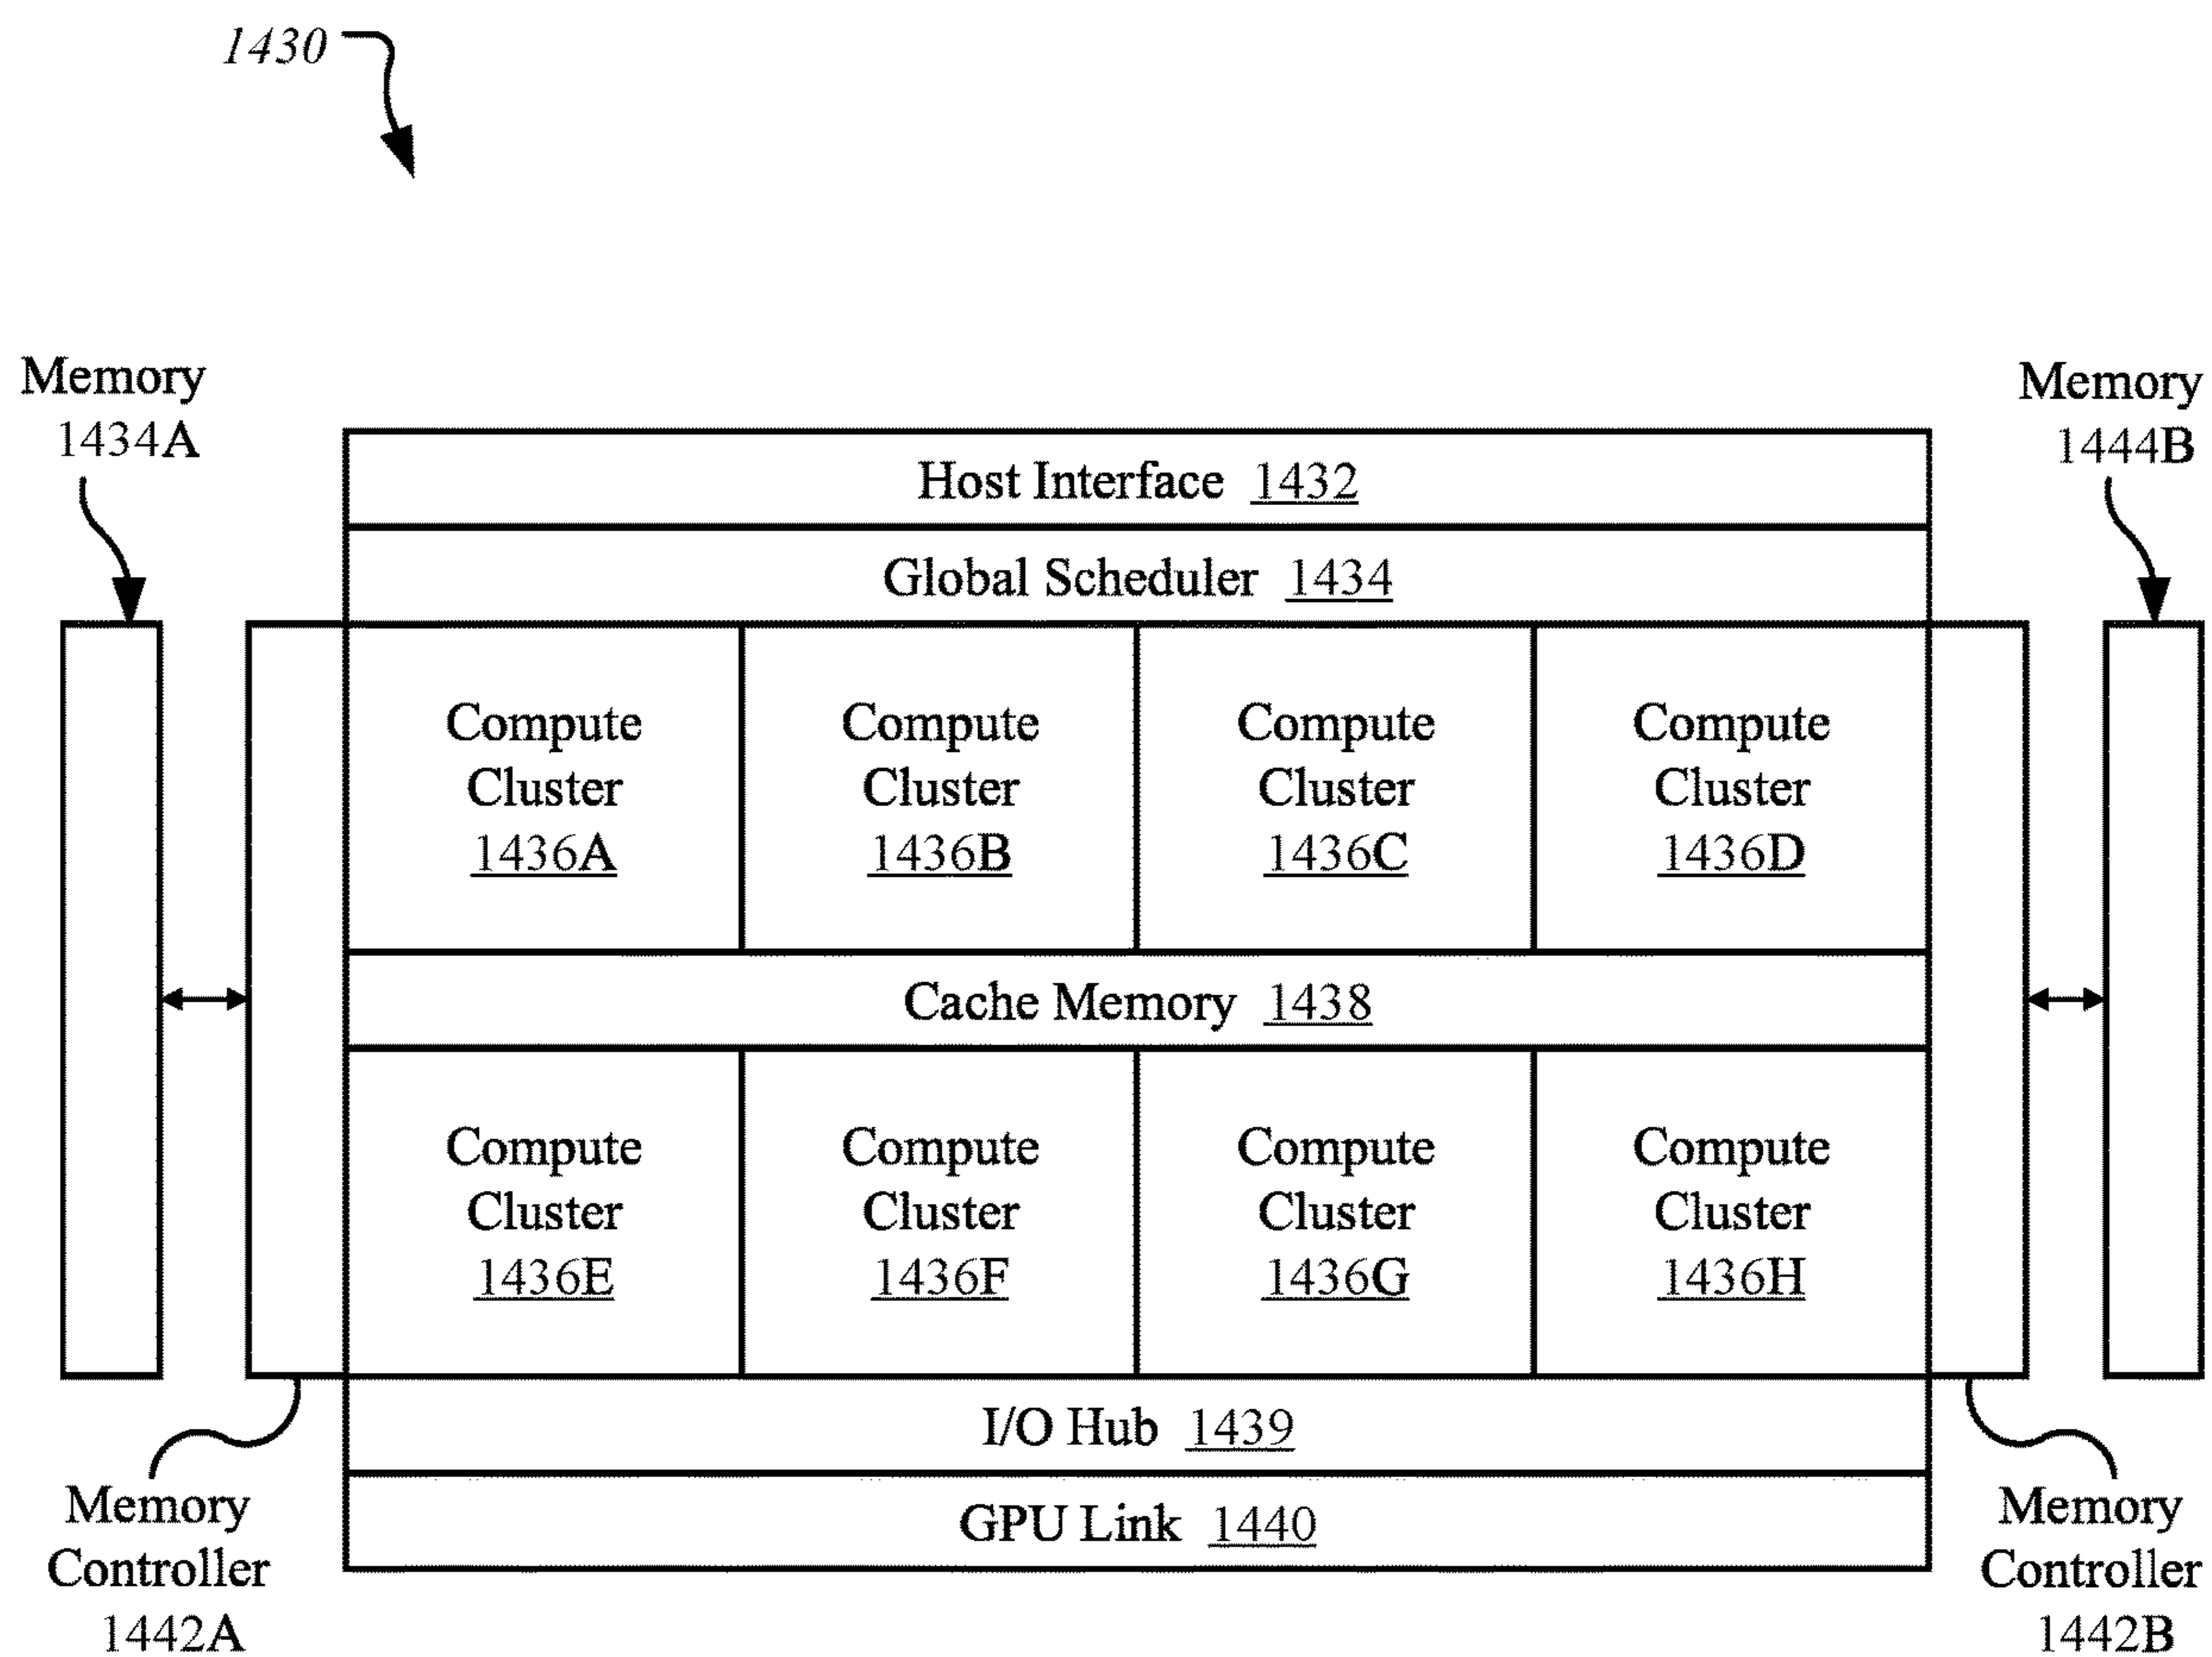 1430
Memory
1434A
Memory
1444B
Host Interface 1432
Global Scheduler 1434
Compute
Cluster
1436A
Compute
Cluster
1436B
Compute
Cluster
1436C
Compute
Cluster
1436D
Cache Memory 1438
Compute
Cluster
1436E
Compute
Cluster
1436F
Compute
Cluster
1436G
Compute
Cluster
1436H
I/O Hub 1439
GPU Link 1440
Memory
Controller
1442A
Memory
Controller
1442B